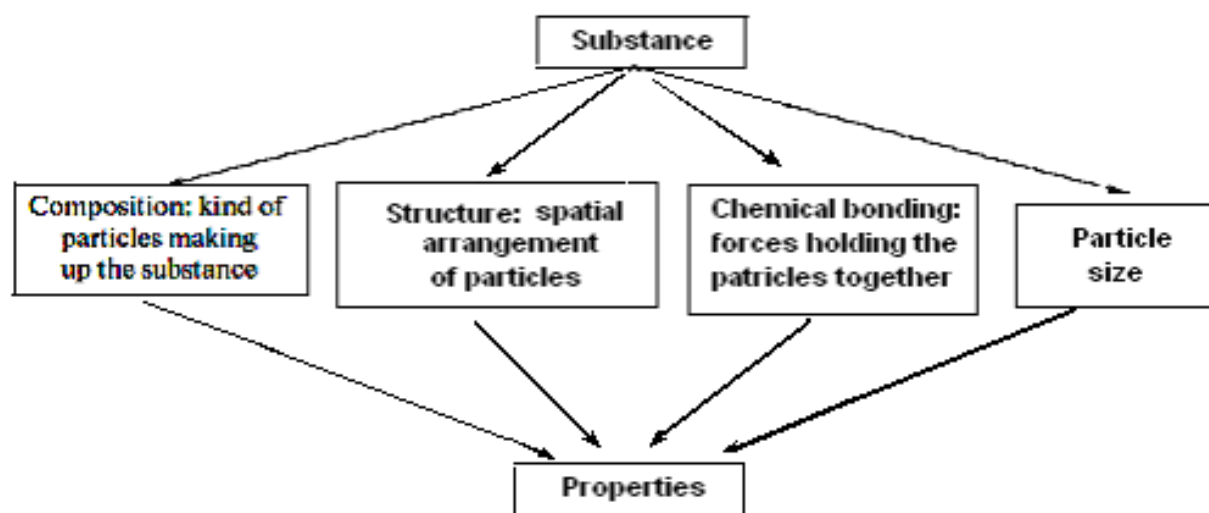 Substance
Composition: kind of
particles making
up the substance
Structure: spatial
arrangement
of particles
Chemical bonding:
forces holding the
patricles together
Particle
size
Properties